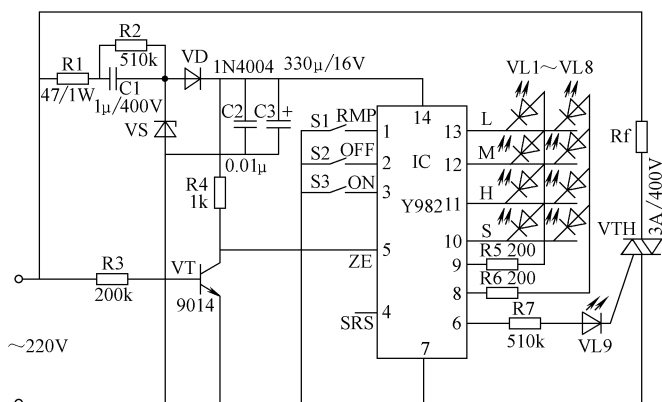 R2
510k
R1
47/1W
C1
1μ/400V
VD
1N4004
330μ/16V
VS
C2
C3
+
0.01μ
R4
1k
S1
RMP
S2
OFF
S3
ON
1
2
3
14
IC
Y982
13
12
11
10
9
8
6
5
4
7
L
M
H
S
VL1～VL8
R5 200
R6 200
R7
510k
VL9
VTH
Rf
3A/400V
ZE
SRS
VT
9014
R3
200k
～220V